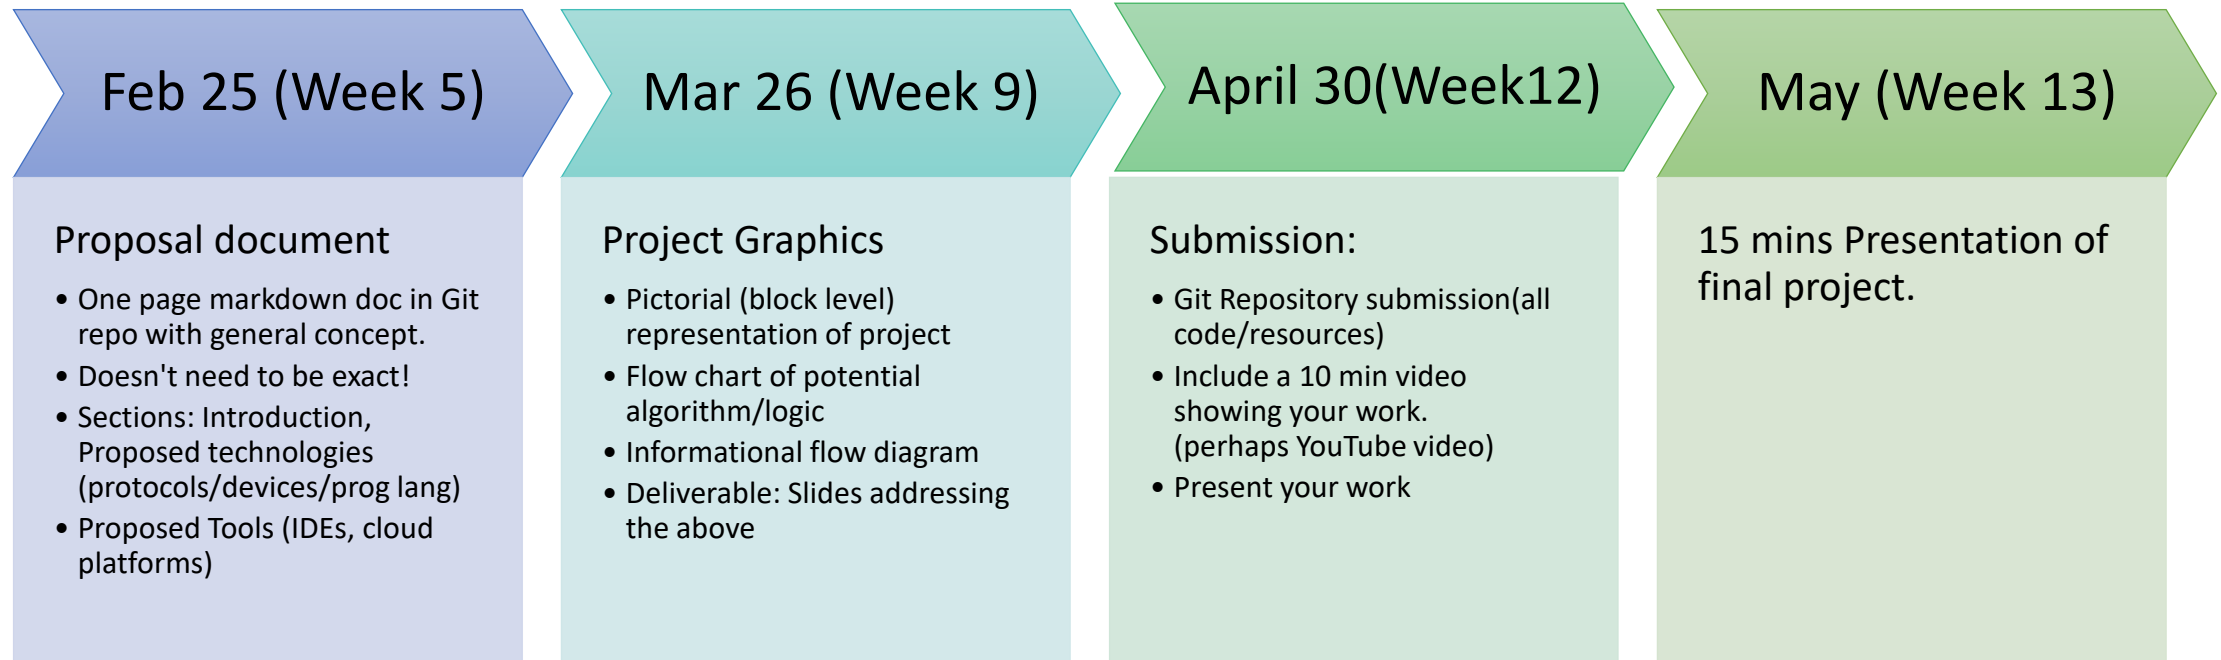 Feb 25 (Week 5)
Proposal document
• One page markdown doc in Git
repo with general concept.
• Doesn't need to be exact!
• Sections: Introduction,
Proposed technologies
(protocols/devices/prog lang)
• Proposed Tools (IDEs, cloud
platforms)
Mar 26 (Week 9)
Project Graphics
• Pictorial (block level)
representation of project
• Flow chart of potential
algorithm/logic
• Informational flow diagram
• Deliverable: Slides addressing
the above
April 30(Week12)
Submission:
• Git Repository submission(all
code/resources)
• Include a 10 min video
showing your work.
(perhaps YouTube video)
• Present your work
May (Week 13)
15 mins Presentation of
final project.